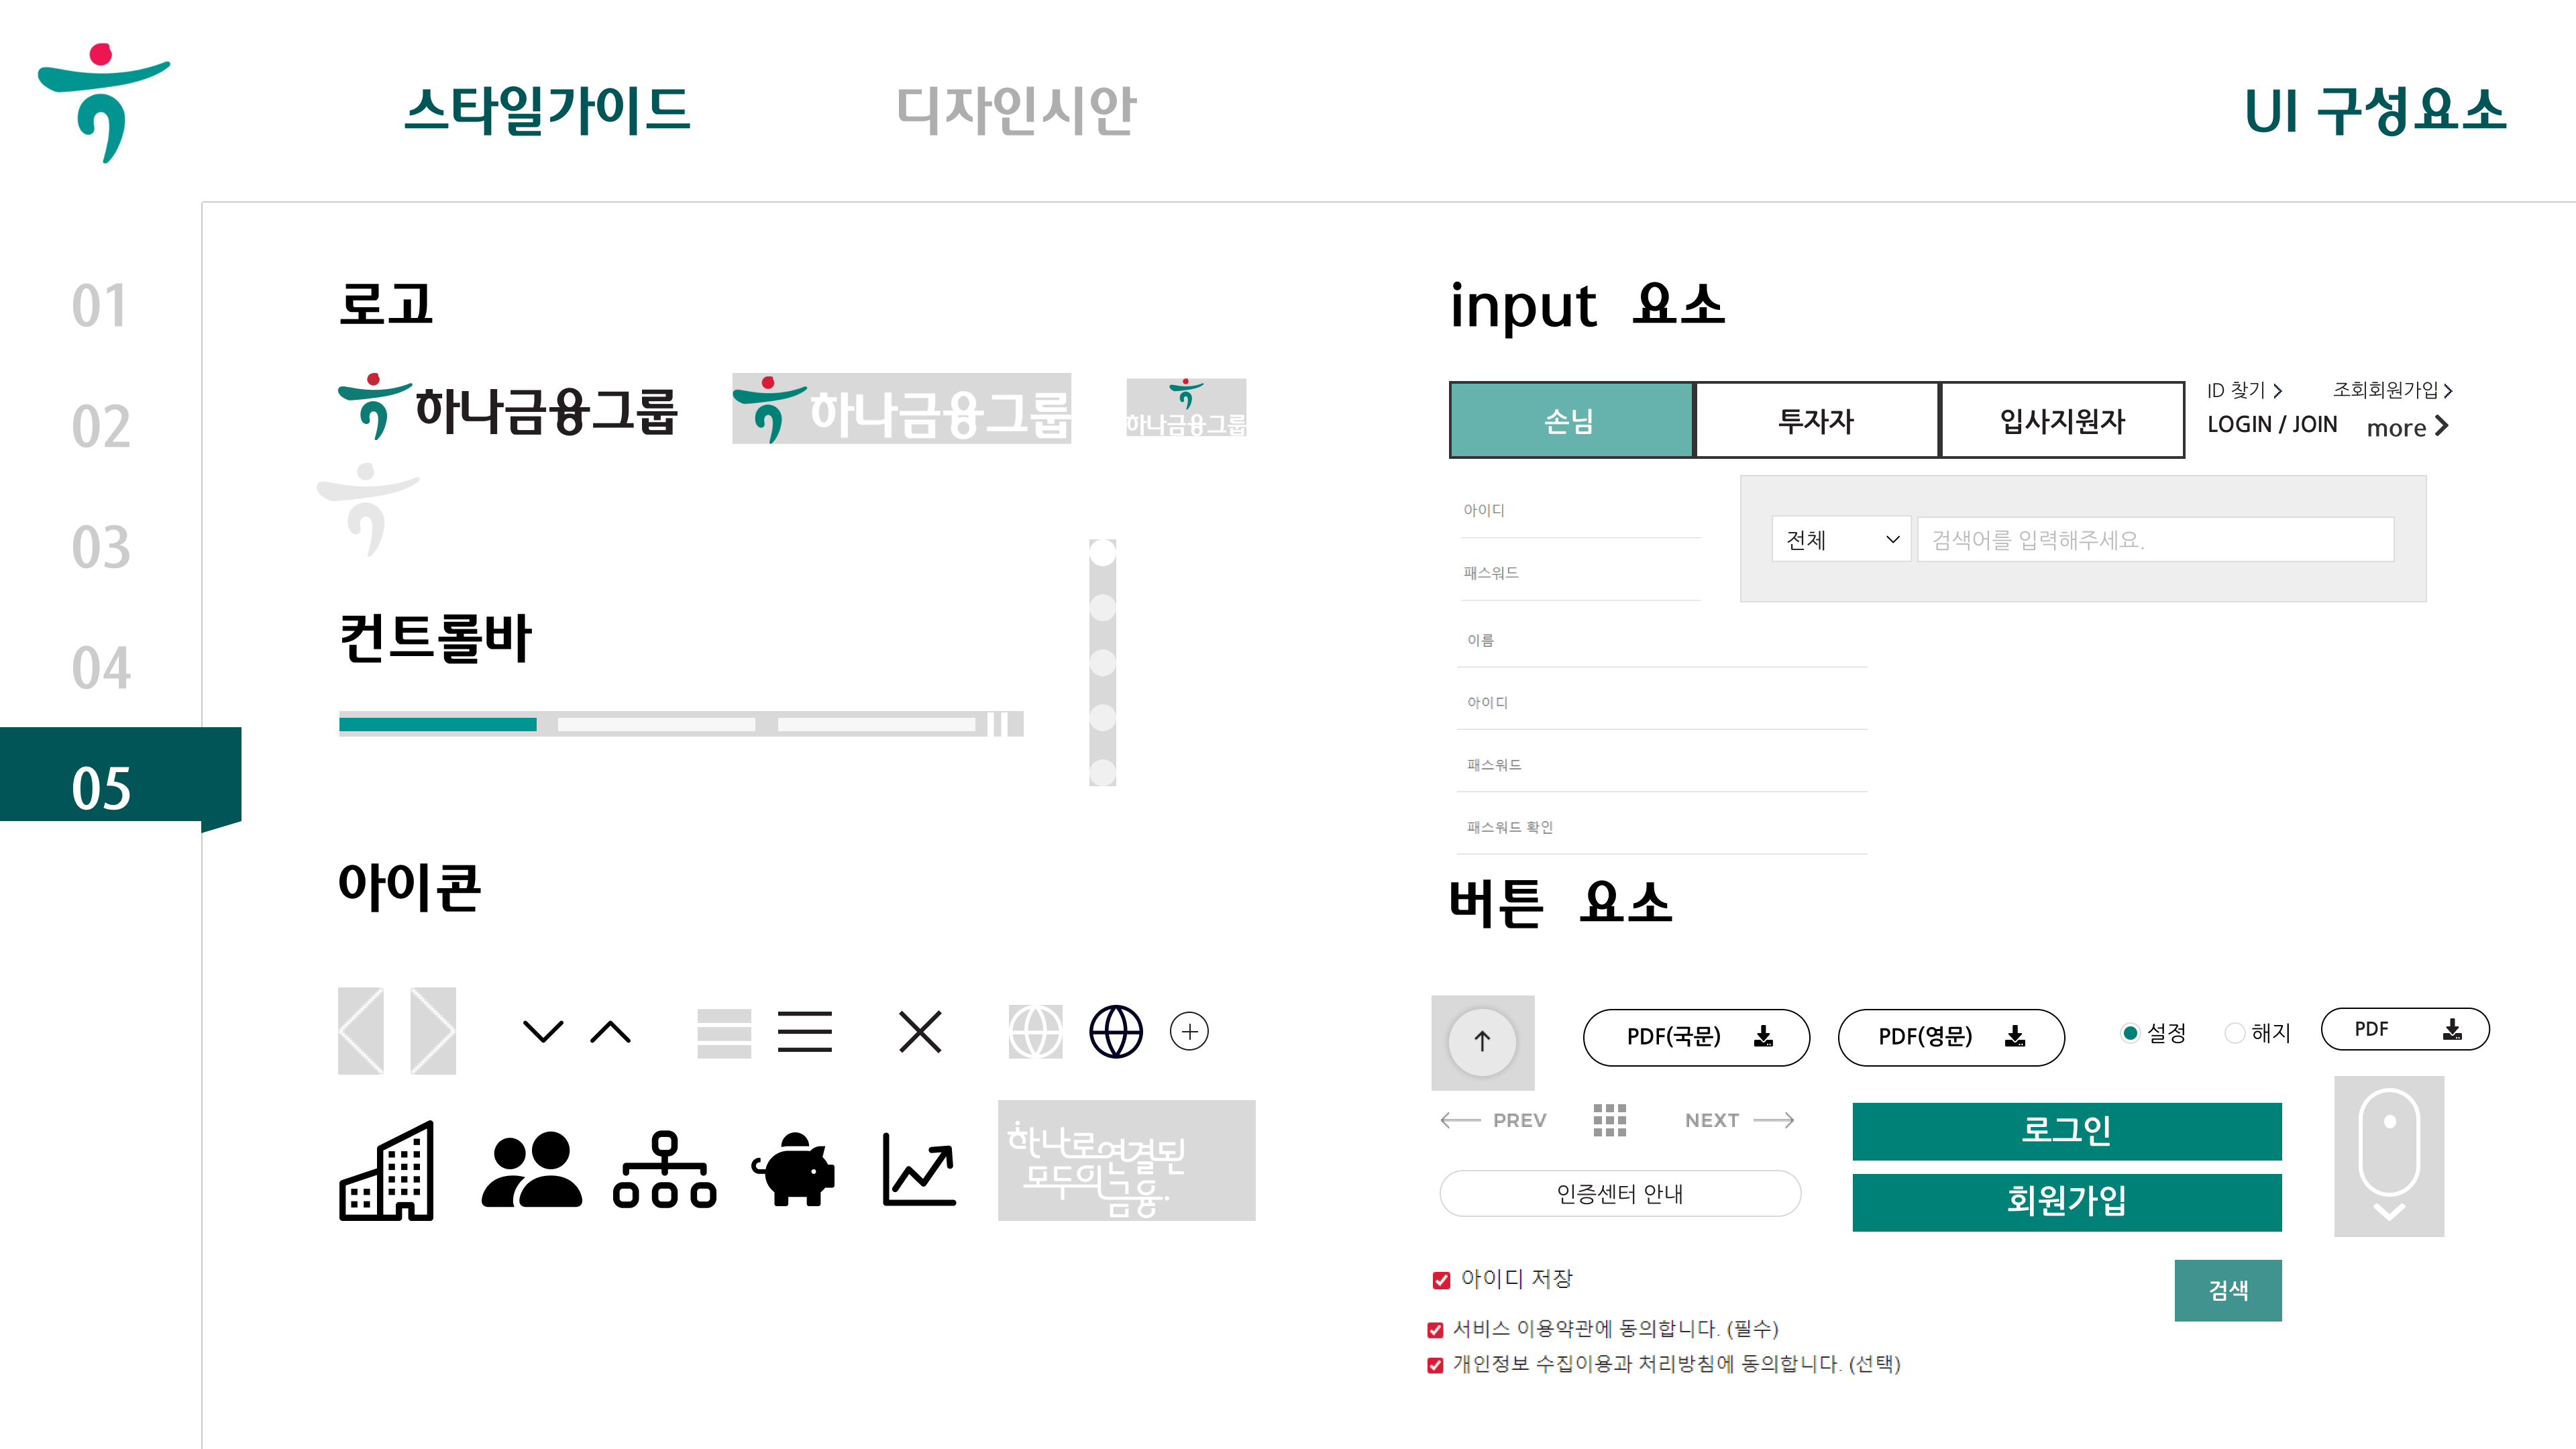 스타일가이드
디자인시안
UI 구성요소
01
02
03
04
05
로고
하나금융그룹
하나금융그룹
하나금융그룹
컨트롤바
아이콘
하나로연결된
모두의금융.
input 요소
손님
투자자
입사지원자
ID 찾기
조회회원가입
LOGIN / JOIN
more
아이디
패스워드
전체
검색어를 입력해주세요.
이름
아이디
패스워드
패스워드 확인
버튼 요소
PDF(국문)
PDF(영문)
설정
해지
PDF
PREV
NEXT
로그인
인증센터 안내
회원가입
아이디 저장
검색
서비스 이용약관에 동의합니다. (필수)
개인정보 수집이용과 처리방침에 동의합니다. (선택)